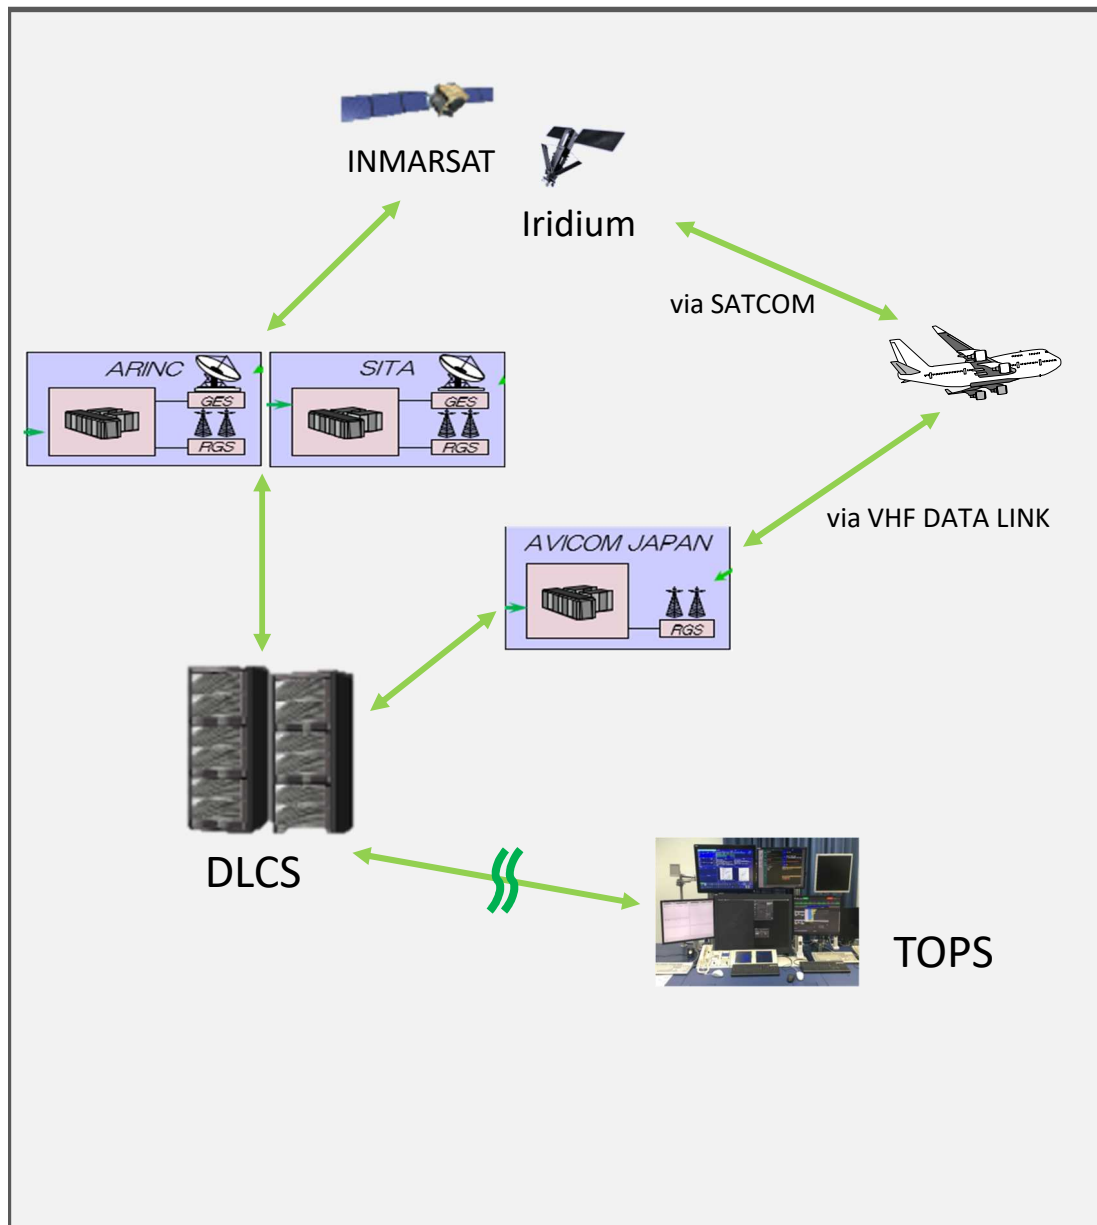 INMARSAT
Iridium
via SATCOM
ARINC
GES
RGS
SITA
GES
RGS
via VHF DATA LINK
AVICOM JAPAN
RGS
DLCS
TOPS